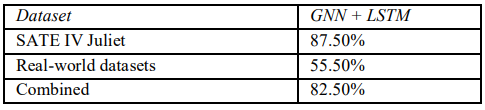 Dataset GNN + LSTM
SATE IV Juliet 87.50%
Real-world datasets 55.50%
Combined 82.50%